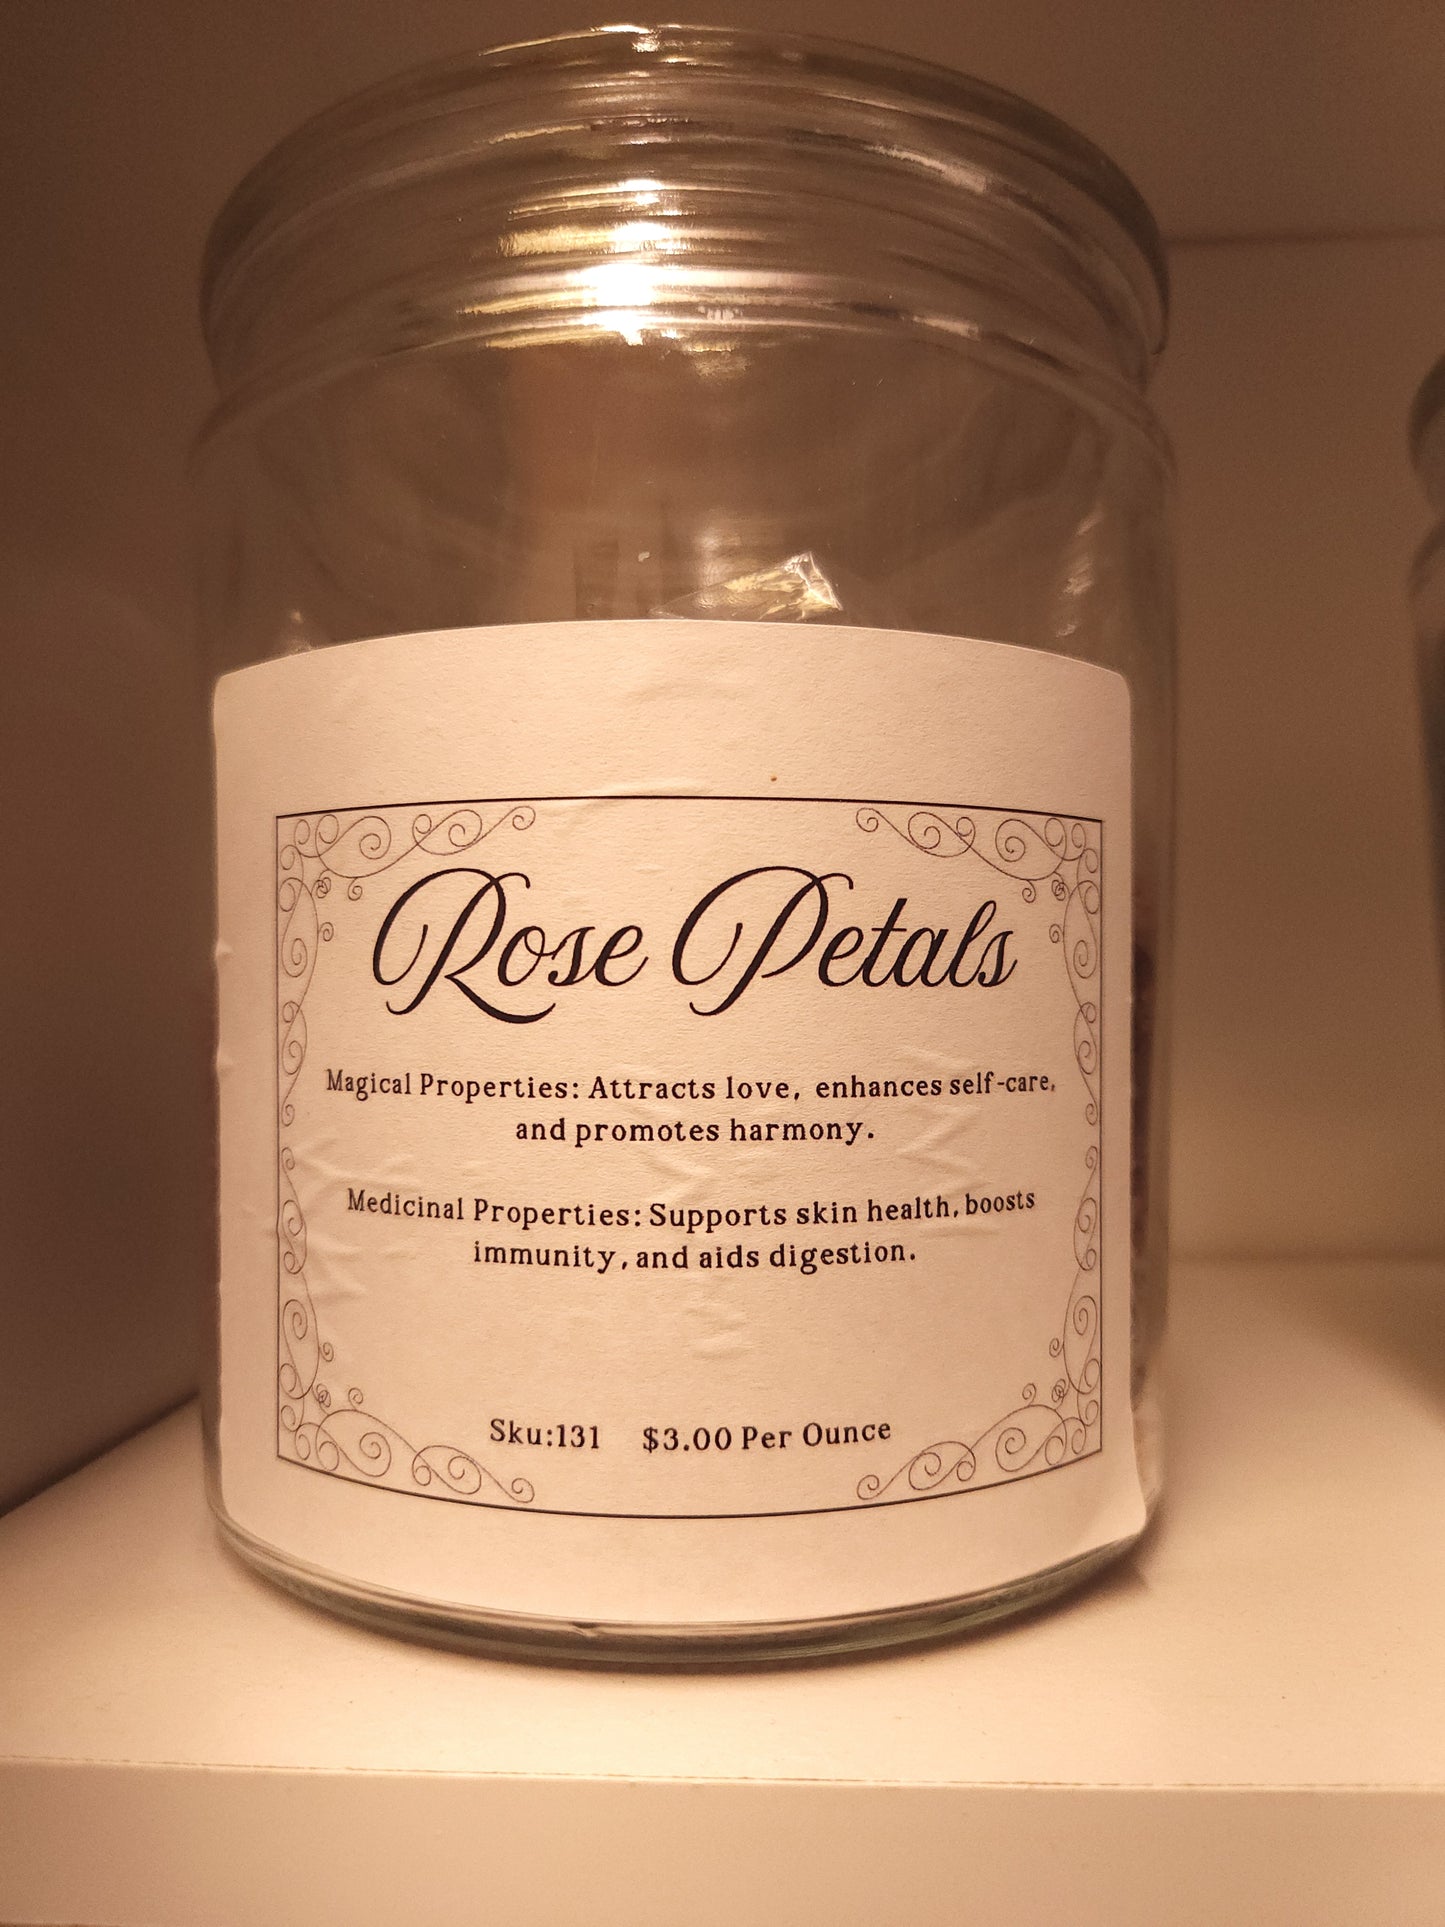 Rose Petals
Magical Properties: Attracts love, enhances self-care,
and promotes harmony.
Medicinal Properties: Supports skin health, boosts
immunity, and aids digestion.
Sku:131 $3.00 Per Ounce